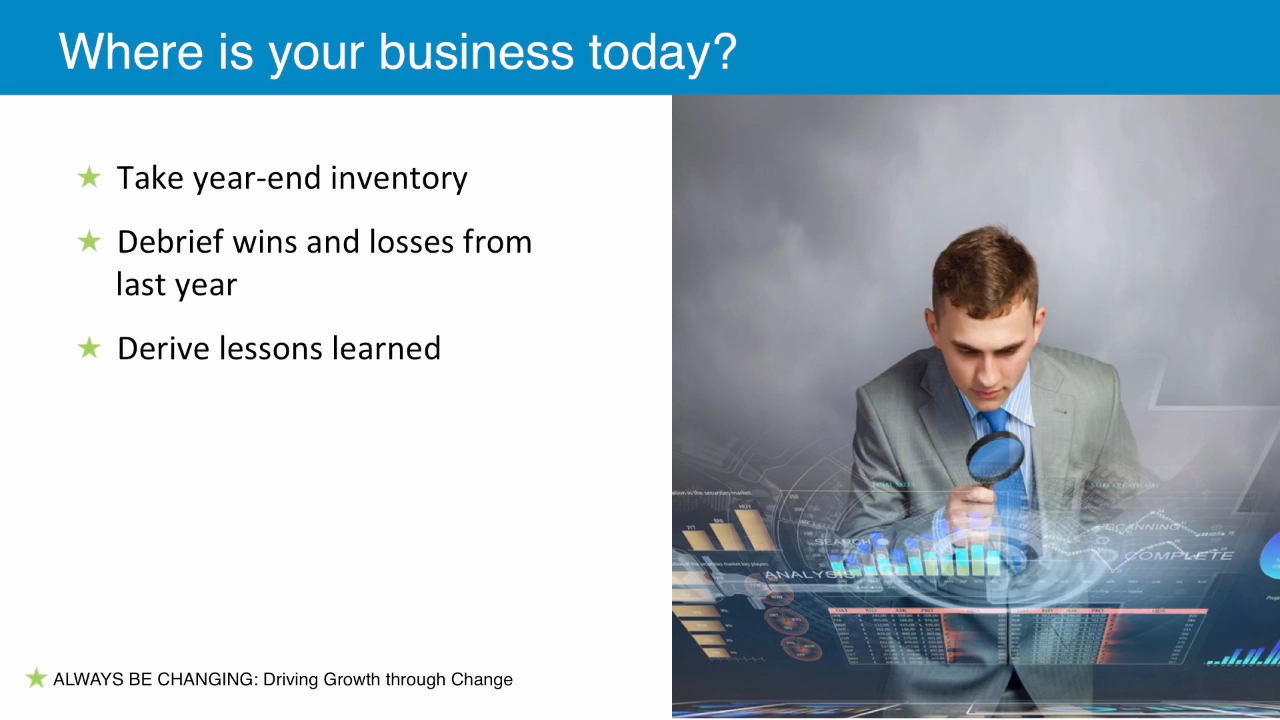 Where is your business today?
★ Take year-end inventory
★ Debrief wins and losses from
last year
★ Derive lessons learned
SEARCH
SCANNING
COMPLETE
ANALYSIS
★ ALWAYS BE CHANGING: Driving Growth through Change